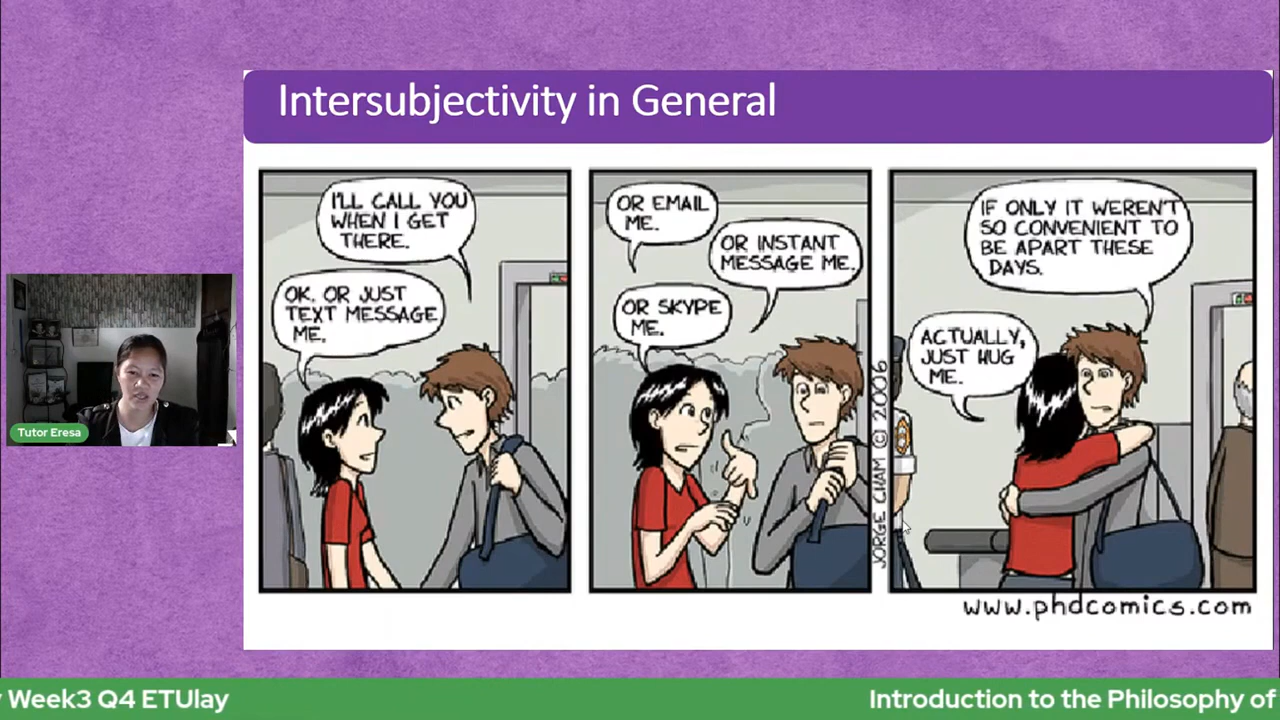 Intersubjectivity in General
I'LL CALL YOU
WHEN I GET
THERE.
OK. OR JUST
TEXT MESSAGE
ME.
OR EMAIL
ME.
OR INSTANT
MESSAGE ME.
OR SKYPE
ME.
IF ONLY IT WEREN'T
SO CONVENIENT TO
BE APART THESE
DAYS.
ACTUALLY,
JUST HUG
ME.
JORGE CHAM © 2006
www.phdcomics.com
Tutor Eresa
Week3 Q4 ETUlay
Introduction to the Philosophy of